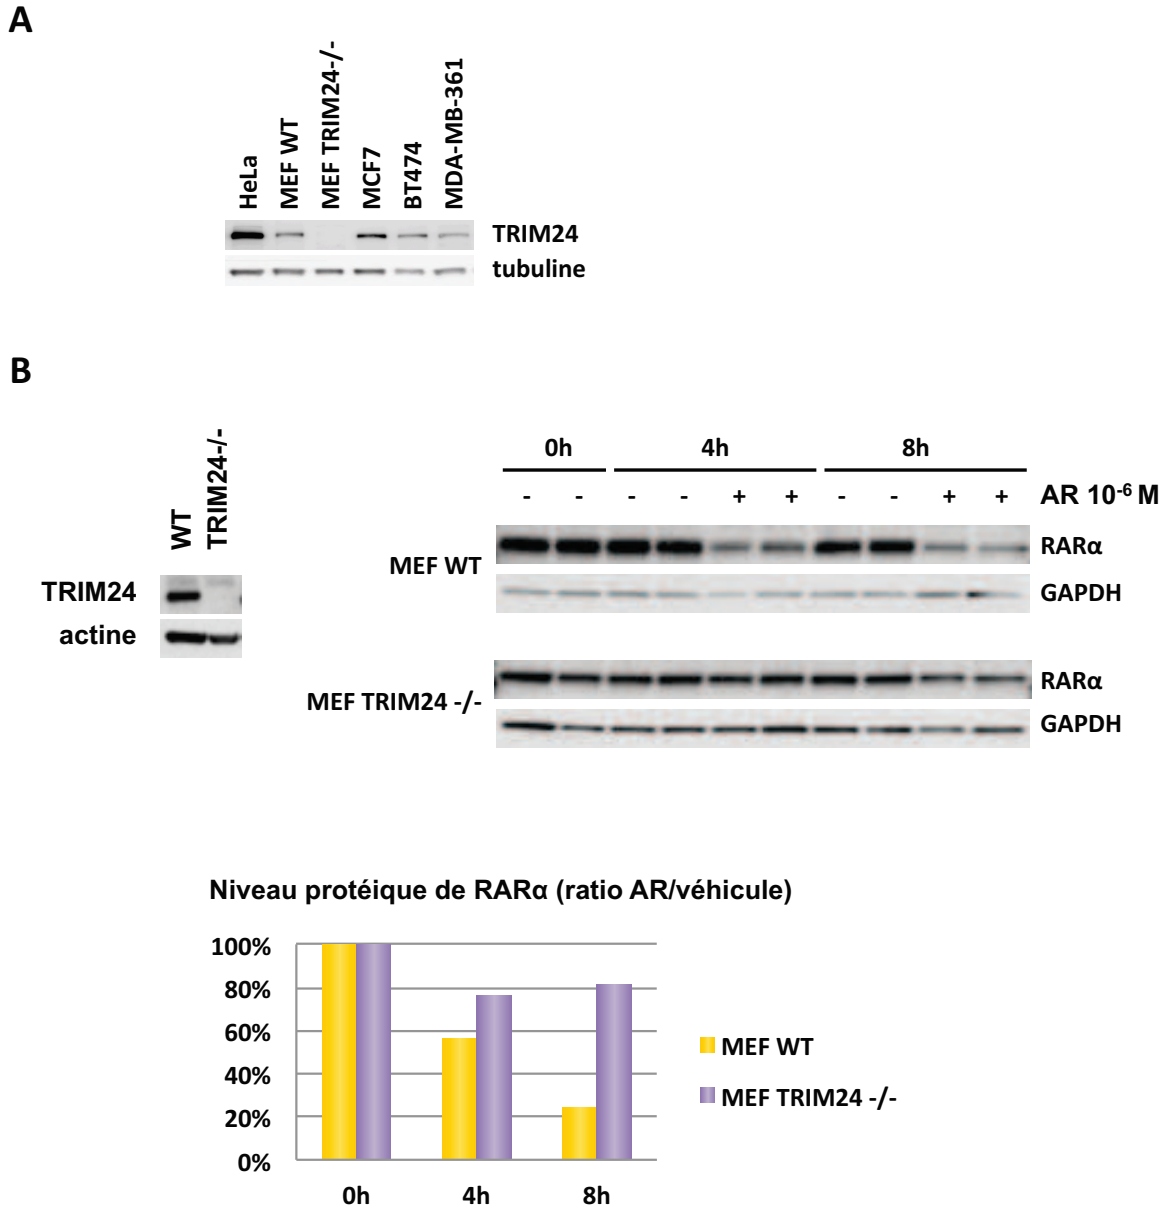 A
HeLa
MEF WT
MEF TRIM24-/-
MCF7
BT474
MDA-MB-361
TRIM24
tubuline
B
WT
TRIM24-/-
TRIM24
actine
0h 4h 8h
- - - - + + - - + + AR 10⁻⁶ M
MEF WT
RARα
GAPDH
MEF TRIM24 -/-
RARα
GAPDH
Niveau protéique de RARα (ratio AR/véhicule)
100%
80%
60%
40%
20%
0%
0h 4h 8h
MEF WT
MEF TRIM24 -/-